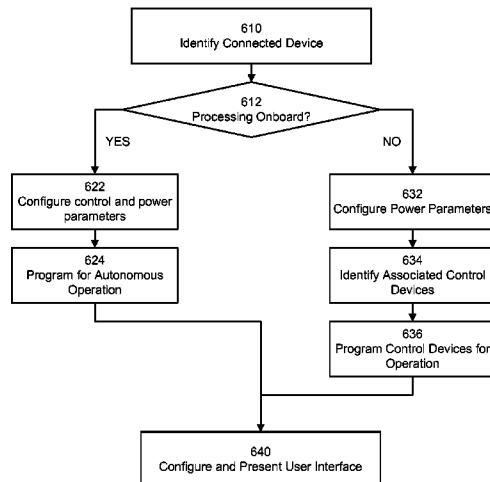 610
Identify Connected Device
612
Processing Onboard?
YES
NO
622
Configure control and power
parameters
632
Configure Power Parameters
624
Program for Autonomous
Operation
634
Identify Associated Control
Devices
636
Program Control Devices for
Operation
640
Configure and Present User Interface